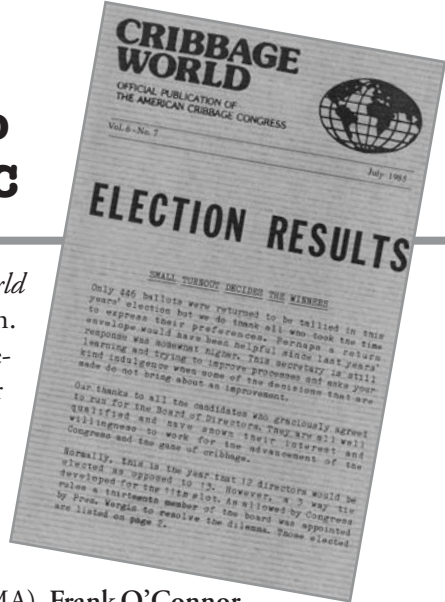 CRIBBAGE
WORLD
OFFICIAL PUBLICATION OF
THE AMERICAN CRIBBAGE CONGRESS
Vol. 6 - No. 7
July 1985
ELECTION RESULTS
SMALL TURNOUT DECIDES THE WINNERS
Only 446 ballots were returned to be tallied in this
years' election but we do thank all who took the time
to express their preferences. Perhaps a return
envelope would have been helpful since last years'
response was somewhat higher. This secretary is still
learning and trying to improve processes and asks your
kind indulgence when some of the decisions that are
made do not bring about an improvement.
Our thanks to all the candidates who graciously agreed
to run for the Board of Directors. They are all well
qualified and have shown their interest and
willingness to work for the advancement of the
Congress and the game of cribbage.
Normally, this is the year that 12 directors would be
elected as opposed to 13. However, a 3 way tie
developed for the 11th slot. As allowed by Congress
rules a thirteenth member of the board was appointed
by Pres. Wergin to resolve the dilemma. Those elected
are listed on page 2.
rld
n.
e-
MA), Frank O'Connor